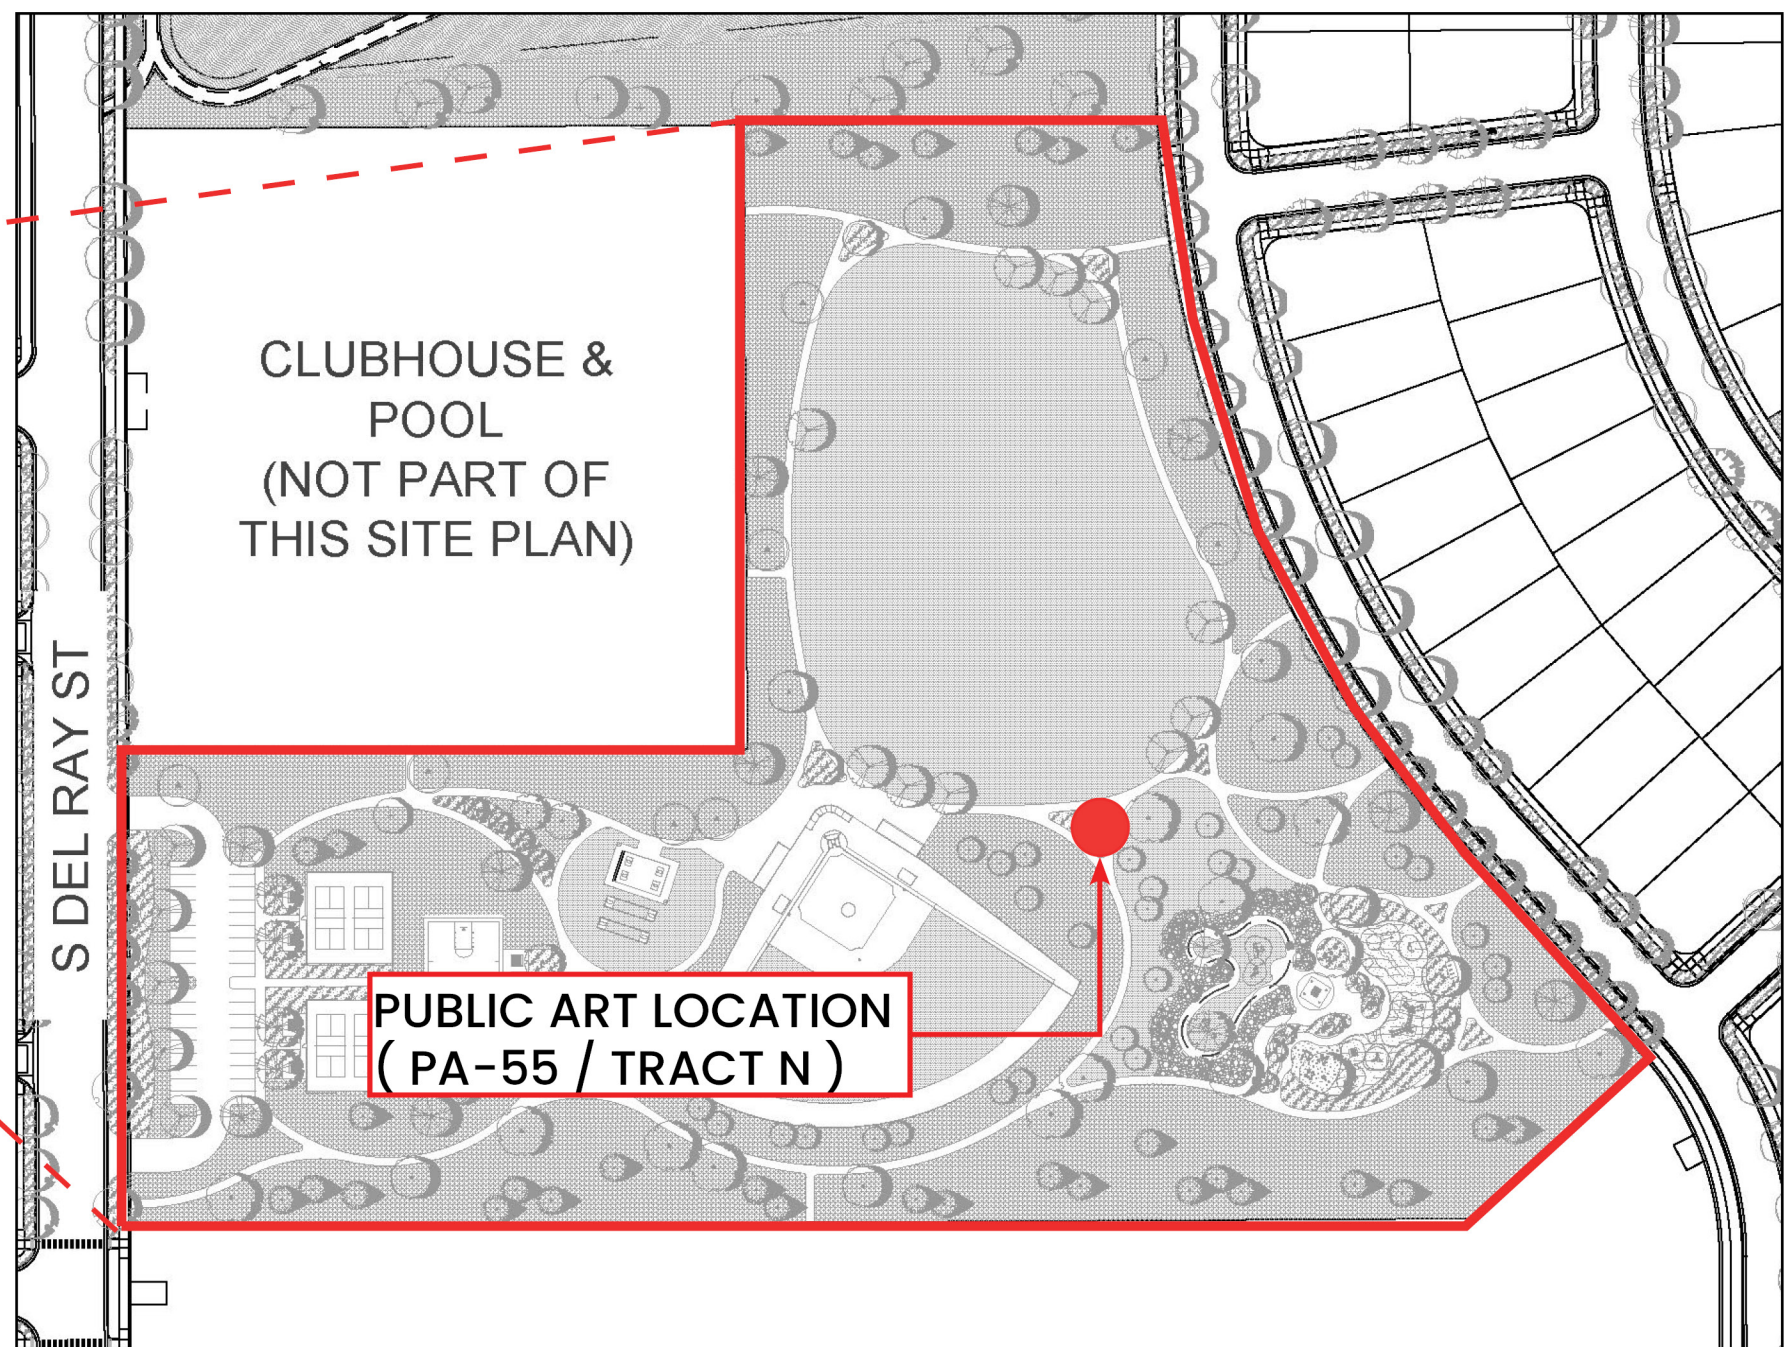 CLUBHOUSE &
POOL
(NOT PART OF
THIS SITE PLAN)
S DEL RAY ST
PUBLIC ART LOCATION
( PA-55 / TRACT N )